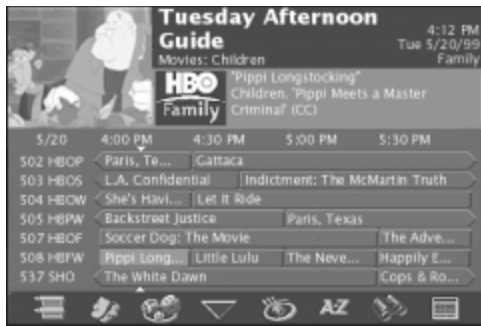 Tuesday Afternoon
Guide
4:12 PM
Tue 5/20/99
Movies: Children
Family
HBO
Family
"Pippi Longstocking"
Children. 'Pippi Meets a Master
Criminal' (CC)
5/20 4:00 PM 4:30 PM 5:00 PM 5:30 PM
502 HBOP Paris, Te... Gattaca
503 HBOS L.A. Confidential Indictment: The McMartin Truth
504 HBOW She's Havi... Let It Ride
505 HBPW Backstreet Justice Paris, Texas
507 HBOF Soccer Dog: The Movie The Adve...
508 HBFW Pippi Long... Little Lulu The Neve... Happily E...
537 SHO The White Dawn Cops & Ro...
A-Z